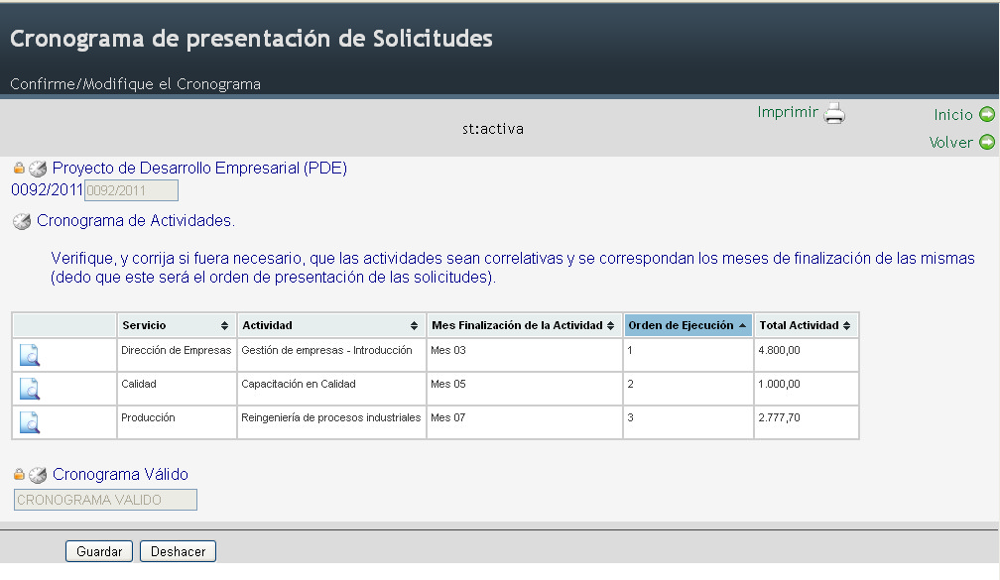 Cronograma de presentación de Solicitudes
Confirme/Modifique el Cronograma
Imprimir
Inicio
st:activa
Volver
Proyecto de Desarrollo Empresarial (PDE)
0092/2011 0092/2011
Cronograma de Actividades.
Verifique, y corrija si fuera necesario, que las actividades sean correlativas y se correspondan los meses de finalización de las mismas
(dedo que este será el orden de presentación de las solicitudes).
Servicio Actividad Mes Finalización de la Actividad Orden de Ejecución Total Actividad
Dirección de Empresas Gestión de empresas - Introducción Mes 03 1 4.800,00
Calidad Capacitación en Calidad Mes 05 2 1.000,00
Producción Reingeniería de procesos industriales Mes 07 3 2.777,70
Cronograma Válido
CRONOGRAMA VALIDO
Guardar Deshacer